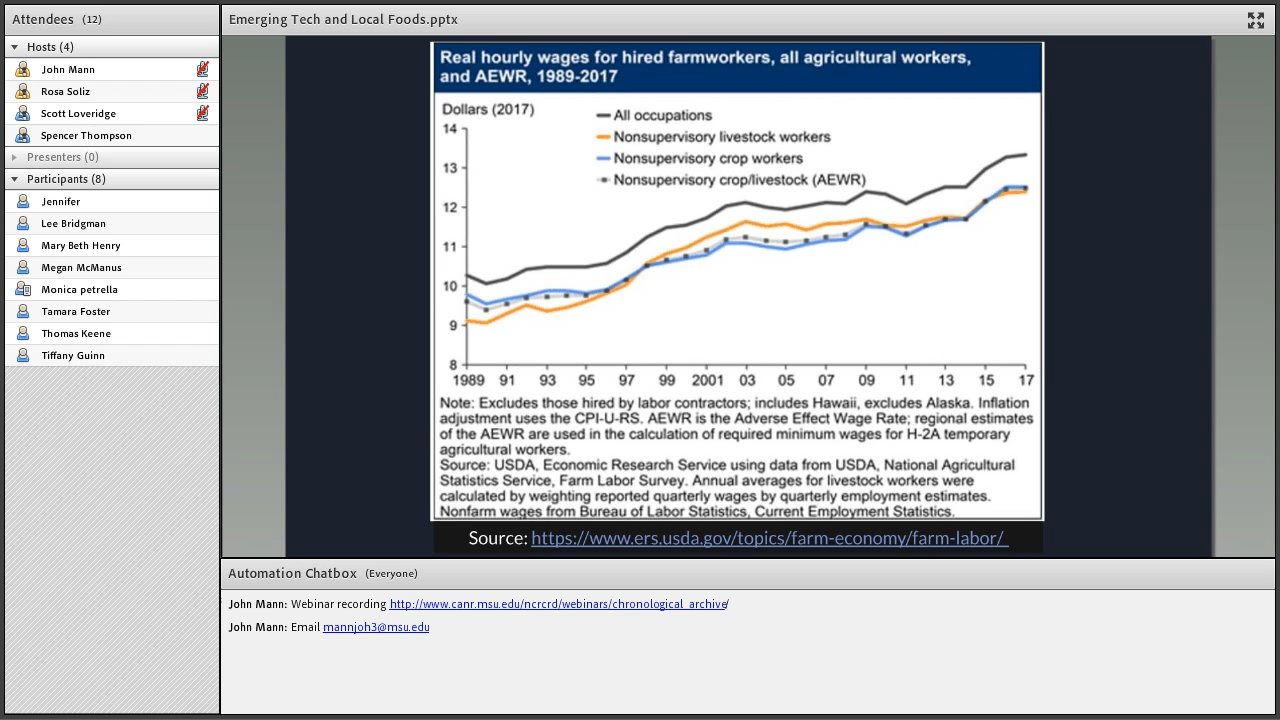 Attendees (12)
Hosts (4)
John Mann
Rosa Soliz
Scott Loveridge
Spencer Thompson
Presenters (0)
Participants (8)
Jennifer
Lee Bridgman
Mary Beth Henry
Megan McManus
Monica petrella
Tamara Foster
Thomas Keene
Tiffany Guinn
Emerging Tech and Local Foods.pptx
Real hourly wages for hired farmworkers, all agricultural workers,
and AEWR, 1989-2017
Dollars (2017)
All occupations
Nonsupervisory livestock workers
Nonsupervisory crop workers
Nonsupervisory crop/livestock (AEWR)
14
13
12
11
10
9
8
1989 91 93 95 97 99 2001 03 05 07 09 11 13 15 17
Note: Excludes those hired by labor contractors; includes Hawaii, excludes Alaska. Inflation
adjustment uses the CPI-U-RS. AEWR is the Adverse Effect Wage Rate; regional estimates
of the AEWR are used in the calculation of required minimum wages for H-2A temporary
agricultural workers.
Source: USDA, Economic Research Service using data from USDA, National Agricultural
Statistics Service, Farm Labor Survey. Annual averages for livestock workers were
calculated by weighting reported quarterly wages by quarterly employment estimates.
Nonfarm wages from Bureau of Labor Statistics, Current Employment Statistics.
Source: https://www.ers.usda.gov/topics/farm-economy/farm-labor/
Automation Chatbox (Everyone)
John Mann: Webinar recording http://www.canr.msu.edu/ncrcrd/webinars/chronological_archive/
John Mann: Email mannjoh3@msu.edu